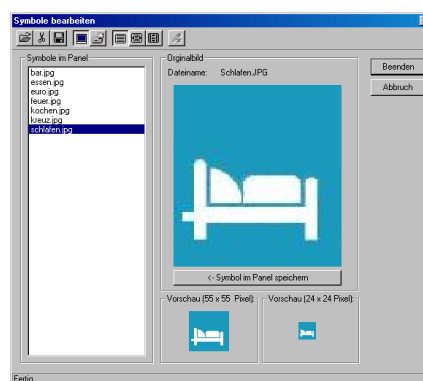 Symbole bearbeiten
Symbole im Panel
bar.jpg
essen.jpg
euro.jpg
feuer.jpg
kochen.jpg
kreuz.jpg
schlafen.jpg
Orginalbild
Dateiname: Schlafen.JPG
<- Symbol im Panel speichern
Vorschau (55 x 55 Pixel):
Vorschau (24 x 24 Pixel):
Beenden
Abbruch
Fertig